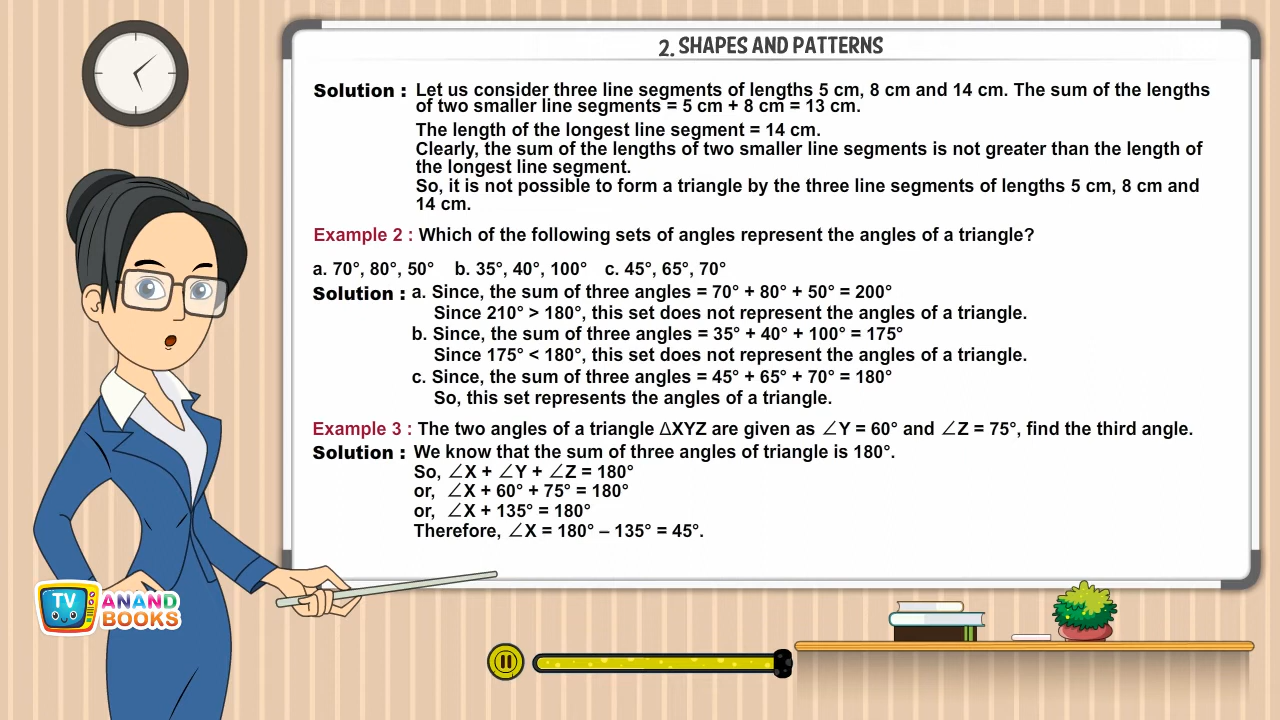 2. SHAPES AND PATTERNS
Solution : Let us consider three line segments of lengths 5 cm, 8 cm and 14 cm. The sum of the lengths
of two smaller line segments = 5 cm + 8 cm = 13 cm.
The length of the longest line segment = 14 cm.
Clearly, the sum of the lengths of two smaller line segments is not greater than the length of
the longest line segment.
So, it is not possible to form a triangle by the three line segments of lengths 5 cm, 8 cm and
14 cm.
Example 2 : Which of the following sets of angles represent the angles of a triangle?
a. 70°, 80°, 50° b. 35°, 40°, 100° c. 45°, 65°, 70°
Solution : a. Since, the sum of three angles = 70° + 80° + 50° = 200°
Since 210° > 180°, this set does not represent the angles of a triangle.
b. Since, the sum of three angles = 35° + 40° + 100° = 175°
Since 175° < 180°, this set does not represent the angles of a triangle.
c. Since, the sum of three angles = 45° + 65° + 70° = 180°
So, this set represents the angles of a triangle.
Example 3 : The two angles of a triangle ∆XYZ are given as ∠Y = 60° and ∠Z = 75°, find the third angle.
Solution : We know that the sum of three angles of triangle is 180°.
So, ∠X + ∠Y + ∠Z = 180°
or, ∠X + 60° + 75° = 180°
or, ∠X + 135° = 180°
Therefore, ∠X = 180° – 135° = 45°.
TV
ANAND
BOOKS